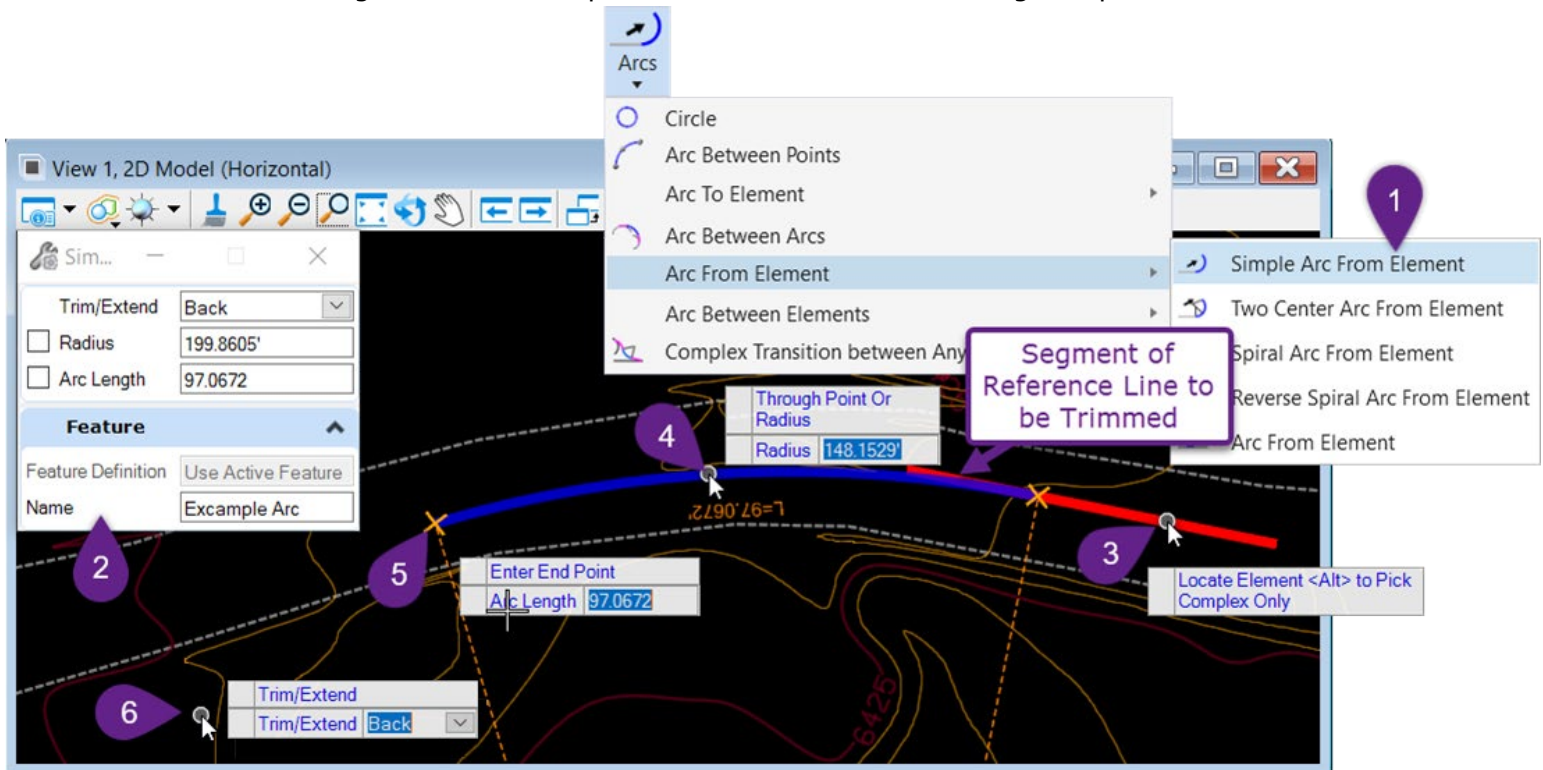 Arcs
Circle
Arc Between Points
Arc To Element
Arc Between Arcs
Arc From Element
Arc Between Elements
Complex Transition between Any
1
Simple Arc From Element
Two Center Arc From Element
Spiral Arc From Element
Reverse Spiral Arc From Element
Arc From Element
View 1, 2D Model (Horizontal)
Sim...
Trim/Extend Back
Radius 199.8605'
Arc Length 97.0672
Feature
Feature Definition Use Active Feature
Name Excample Arc
2
Segment of
Reference Line to
be Trimmed
Through Point Or
Radius
Radius 148.1529'
4
L=97.0672'
3
Locate Element <Alt> to Pick
Complex Only
5
Enter End Point
Arc Length 97.0672
6
Trim/Extend
Trim/Extend Back
6425